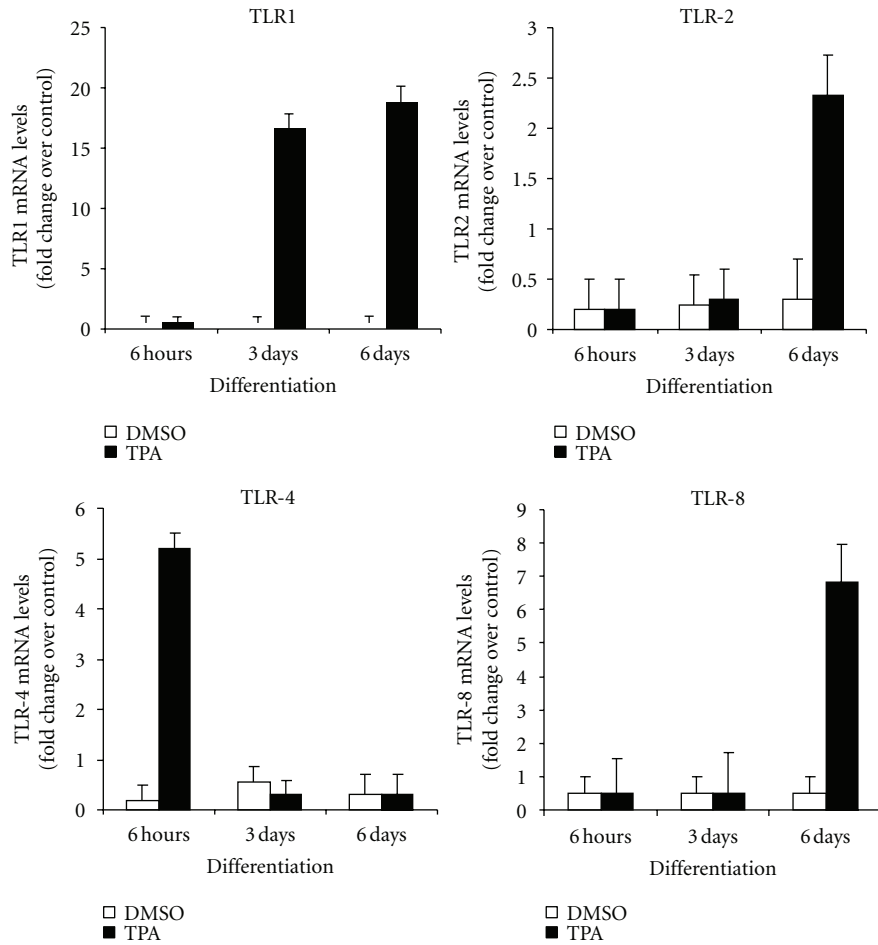 TLR1
25
20
15
10
5
0
TLR1 mRNA levels
(fold change over control)
6 hours 3 days 6 days
Differentiation
DMSO
TPA
TLR-2
3
2.5
2
1.5
1
0.5
0
TLR2 mRNA levels
(fold change over control)
6 hours 3 days 6 days
Differentiation
DMSO
TPA
TLR-4
6
5
4
3
2
1
0
TLR-4 mRNA levels
(fold change over control)
6 hours 3 days 6 days
Differentiation
DMSO
TPA
TLR-8
9
8
7
6
5
4
3
2
1
0
TLR-8 mRNA levels
(fold change over control)
6 hours 3 days 6 days
Differentiation
DMSO
TPA